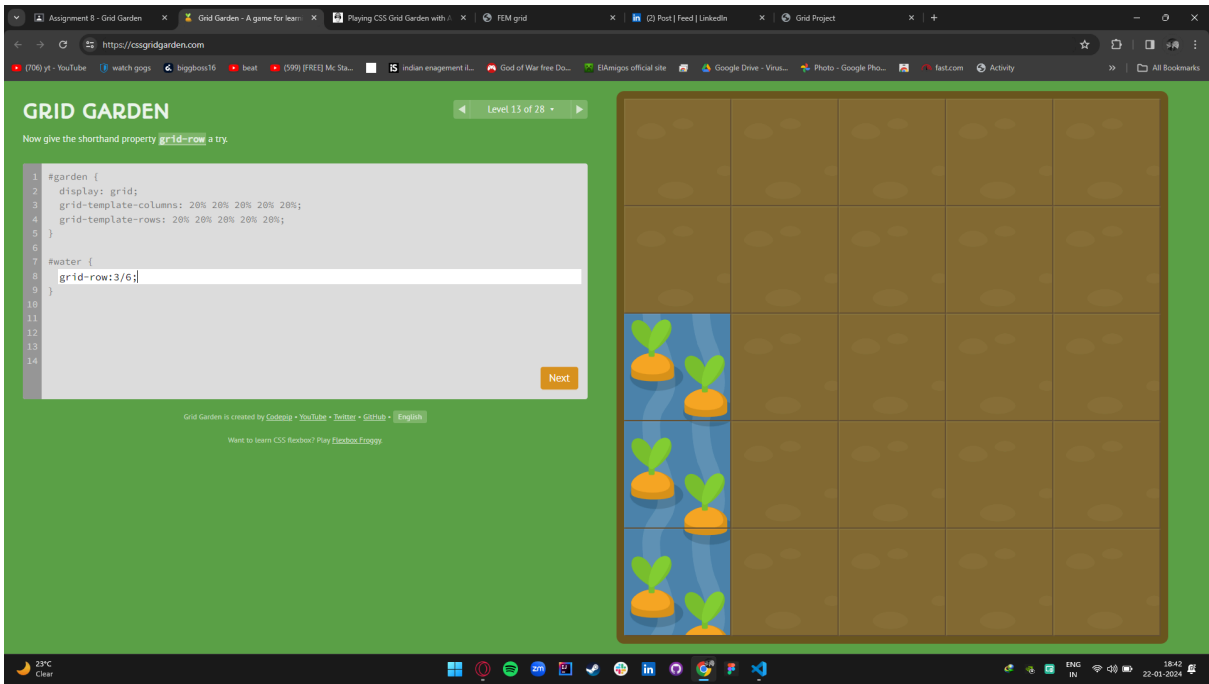 Assignment 8 - Grid Garden
Grid Garden - A game for learn
Playing CSS Grid Garden with A
FEM grid
(2) Post | Feed | LinkedIn
Grid Project
https://cssgridgarden.com
(706) yt - YouTube
watch gogs
biggboss16
beat
(599) [FREE] Mc Sta...
indian enagement il...
God of War free Do...
ElAmigos official site
Google Drive - Virus...
Photo - Google Pho...
fast.com
Activity
All Bookmarks
GRID GARDEN
Level 13 of 28
Now give the shorthand property grid-row a try.
1 #garden {
2 display: grid;
3 grid-template-columns: 20% 20% 20% 20% 20%;
4 grid-template-rows: 20% 20% 20% 20% 20%;
5 }
6
7 #water {
8 grid-row:3/6;
9 }
10
11
12
13
14
Next
Grid Garden is created by Codepip • YouTube • Twitter • GitHub • English
Want to learn CSS flexbox? Play Flexbox Froggy.
23°C
Clear
zm
in
ENG
IN
18:42
22-01-2024